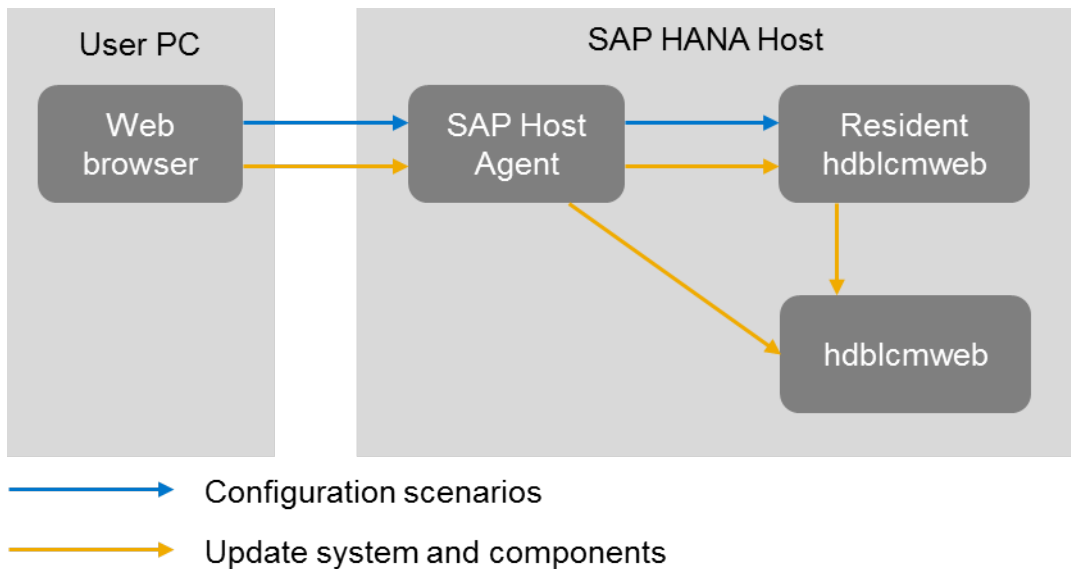 User PC
SAP HANA Host
Web
browser
SAP Host
Agent
Resident
hdblcmweb
hdblcmweb
Configuration scenarios
Update system and components